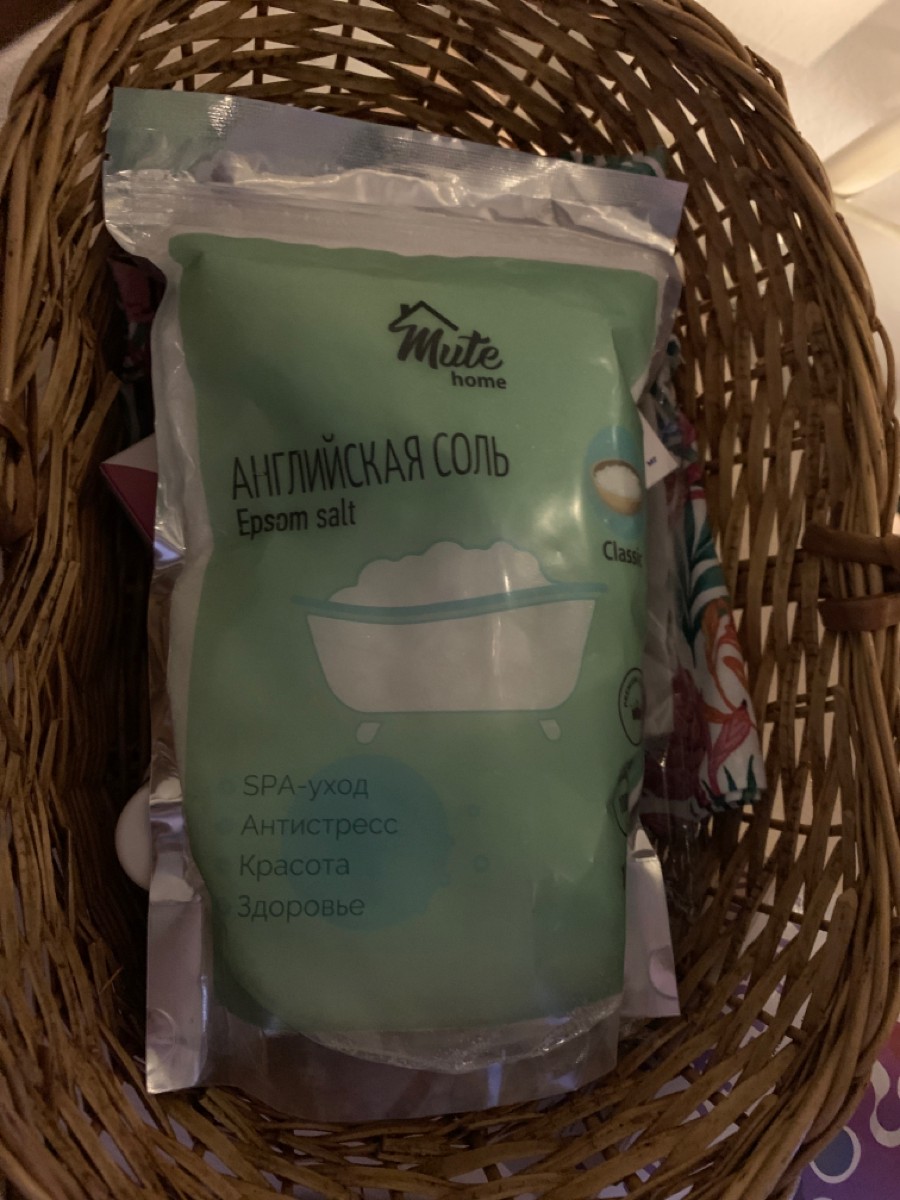 Mute
home
АНГЛИЙСКАЯ СОЛЬ
Epsom salt
Classic
SPA-уход
Антистресс
Красота
Здоровье